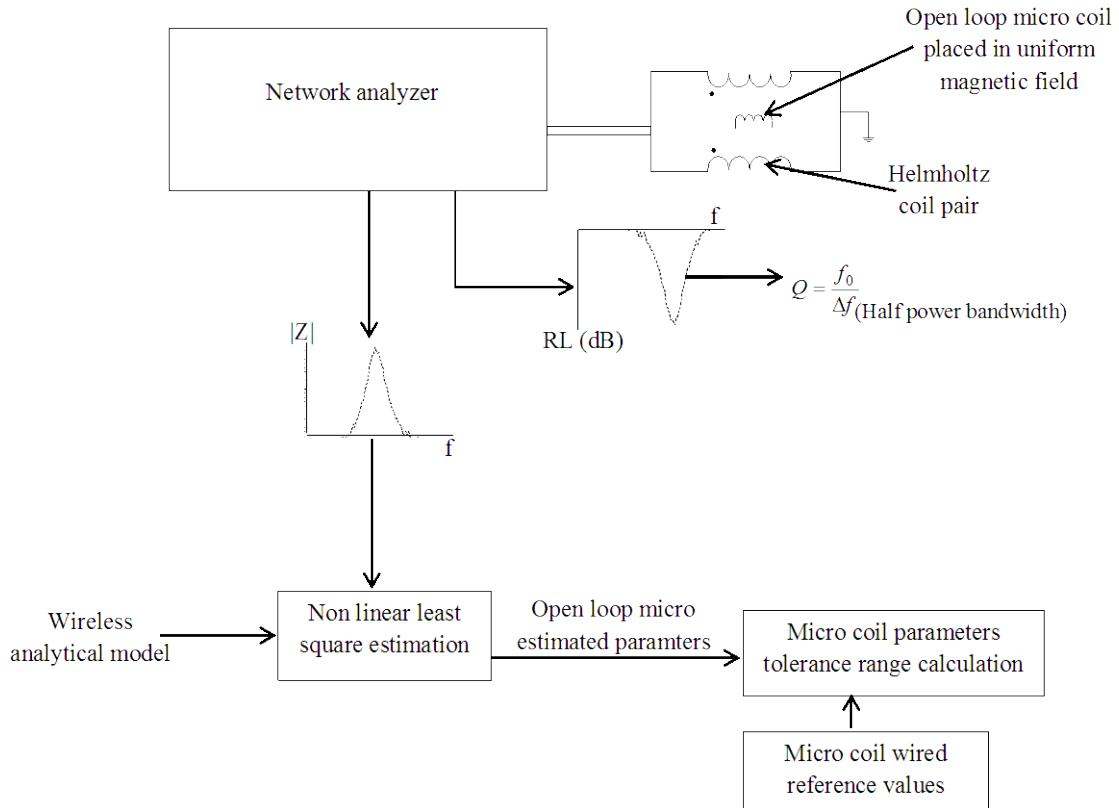 Open loop micro coil
placed in uniform
magnetic field
Network analyzer
Helmholtz
coil pair
f
RL (dB)
Q = f0 / Δf (Half power bandwidth)
|Z|
f
Wireless
analytical model
Non linear least
square estimation
Open loop micro
estimated paramters
Micro coil parameters
tolerance range calculation
Micro coil wired
reference values